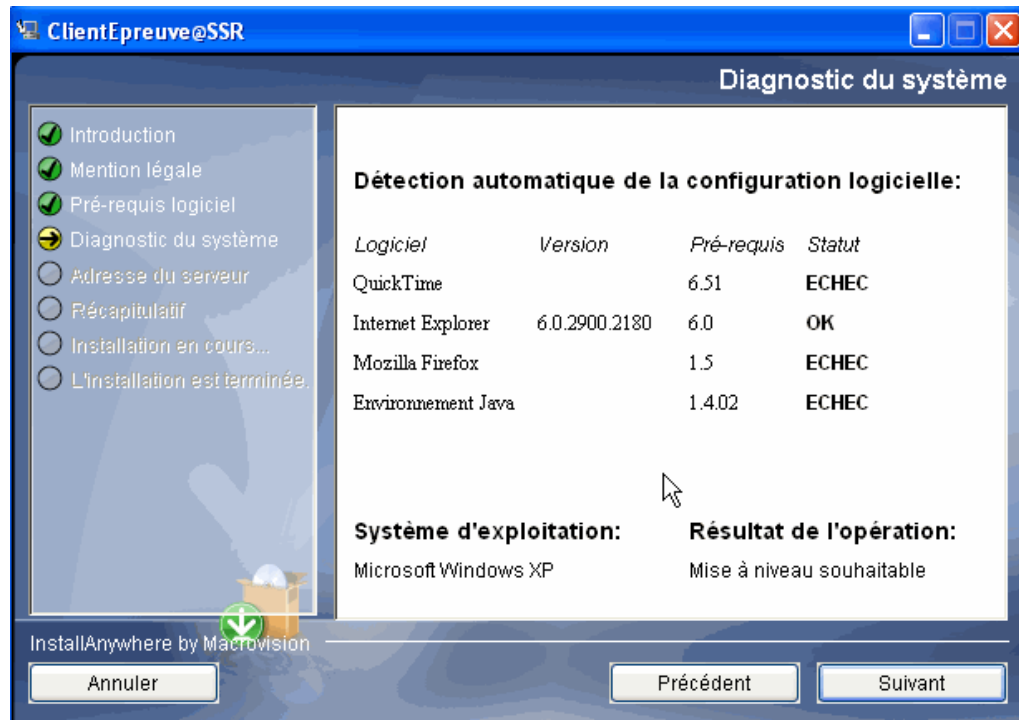 ClientEpreuve@SSR
Diagnostic du système
Introduction
Mention légale
Pré-requis logiciel
Diagnostic du système
Adresse du serveur
Récapitulatif
Installation en cours...
L'installation est terminée.
Détection automatique de la configuration logicielle:
Logiciel Version Pré-requis Statut
QuickTime 6.51 ECHEC
Internet Explorer 6.0.2900.2180 6.0 OK
Mozilla Firefox 1.5 ECHEC
Environnement Java 1.4.02 ECHEC
Système d'exploitation: Résultat de l'opération:
Microsoft Windows XP Mise à niveau souhaitable
InstallAnywhere by Macrovision
Annuler Précédent Suivant